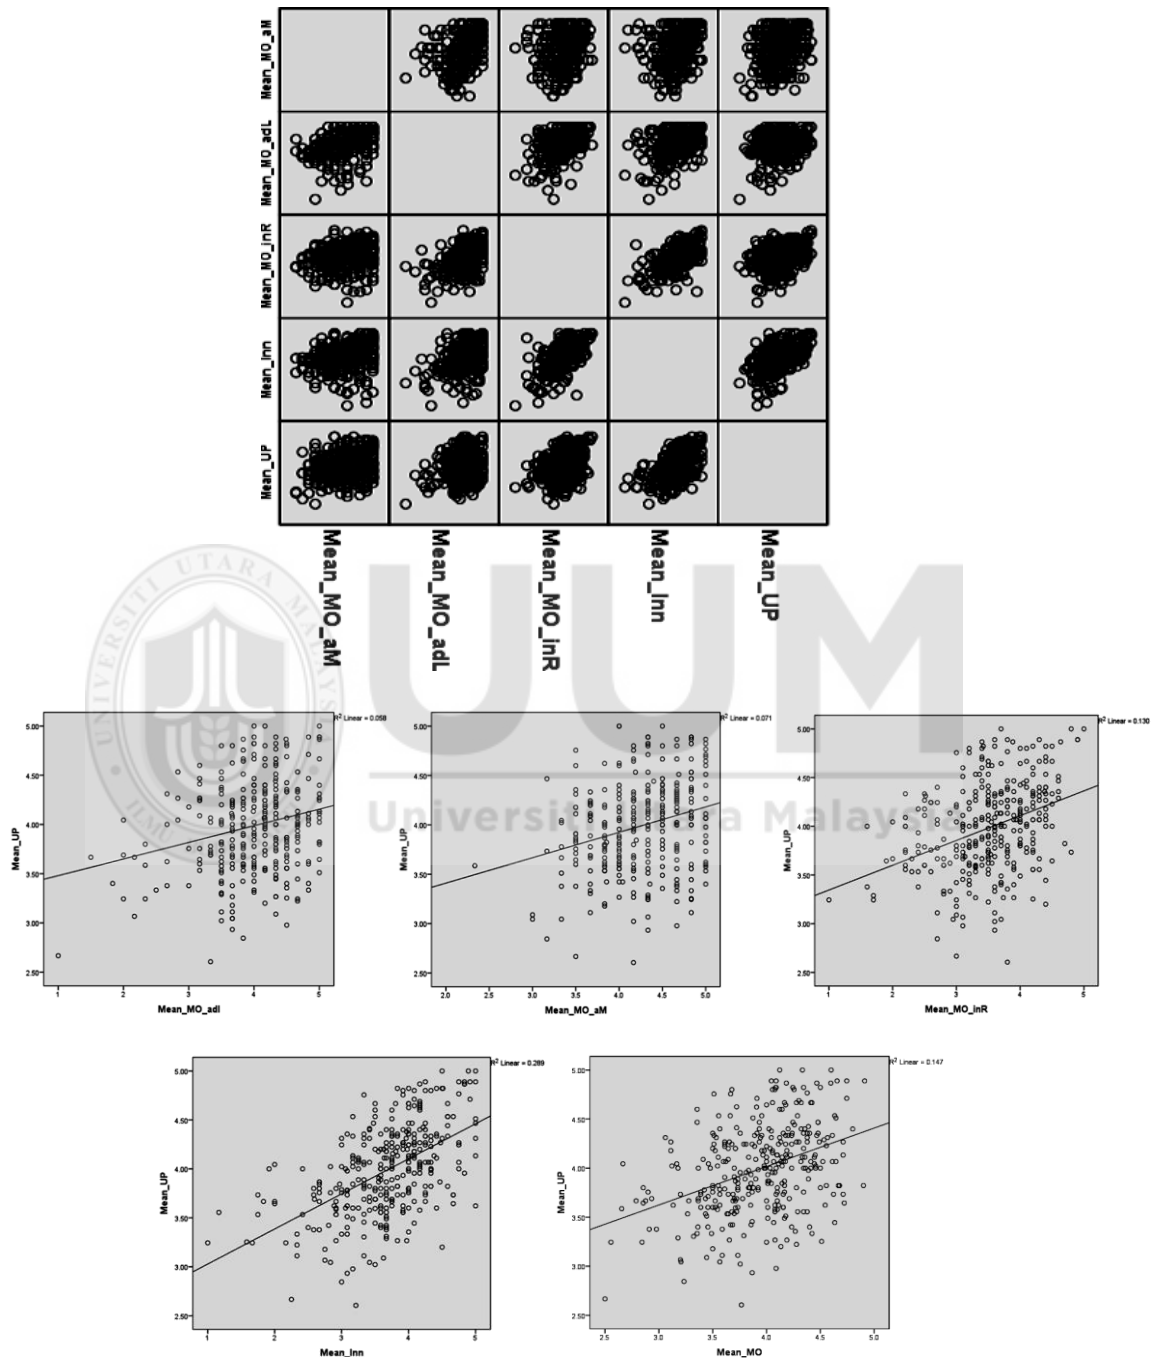 Mean_MO_aM
Mean_MO_adL
Mean_MO_inR
Mean_Inn
Mean_UP
Mean_MO_aM
Mean_MO_adL
Mean_MO_inR
Mean_Inn
Mean_UP
UNIVERSITI UTARA MALAYSIA
UUM
Universiti Utara Malaysia
R² Linear = 0.058
5.00
4.50
4.00
3.50
3.00
2.50
Mean_UP
1 2 3 4 5
Mean_MO_adl
R² Linear = 0.071
5.00
4.50
4.00
3.50
3.00
2.50
Mean_UP
2.0 2.5 3.0 3.5 4.0 4.5 5.0
Mean_MO_aM
R² Linear = 0.130
5.00
4.50
4.00
3.50
3.00
2.50
Mean_UP
1 2 3 4 5
Mean_MO_inR
R² Linear = 0.289
5.00
4.50
4.00
3.50
3.00
2.50
Mean_UP
1 2 3 4 5
Mean_Inn
R² Linear = 0.147
5.00
4.50
4.00
3.50
3.00
2.50
Mean_UP
2.5 3.0 3.5 4.0 4.5 5.0
Mean_MO